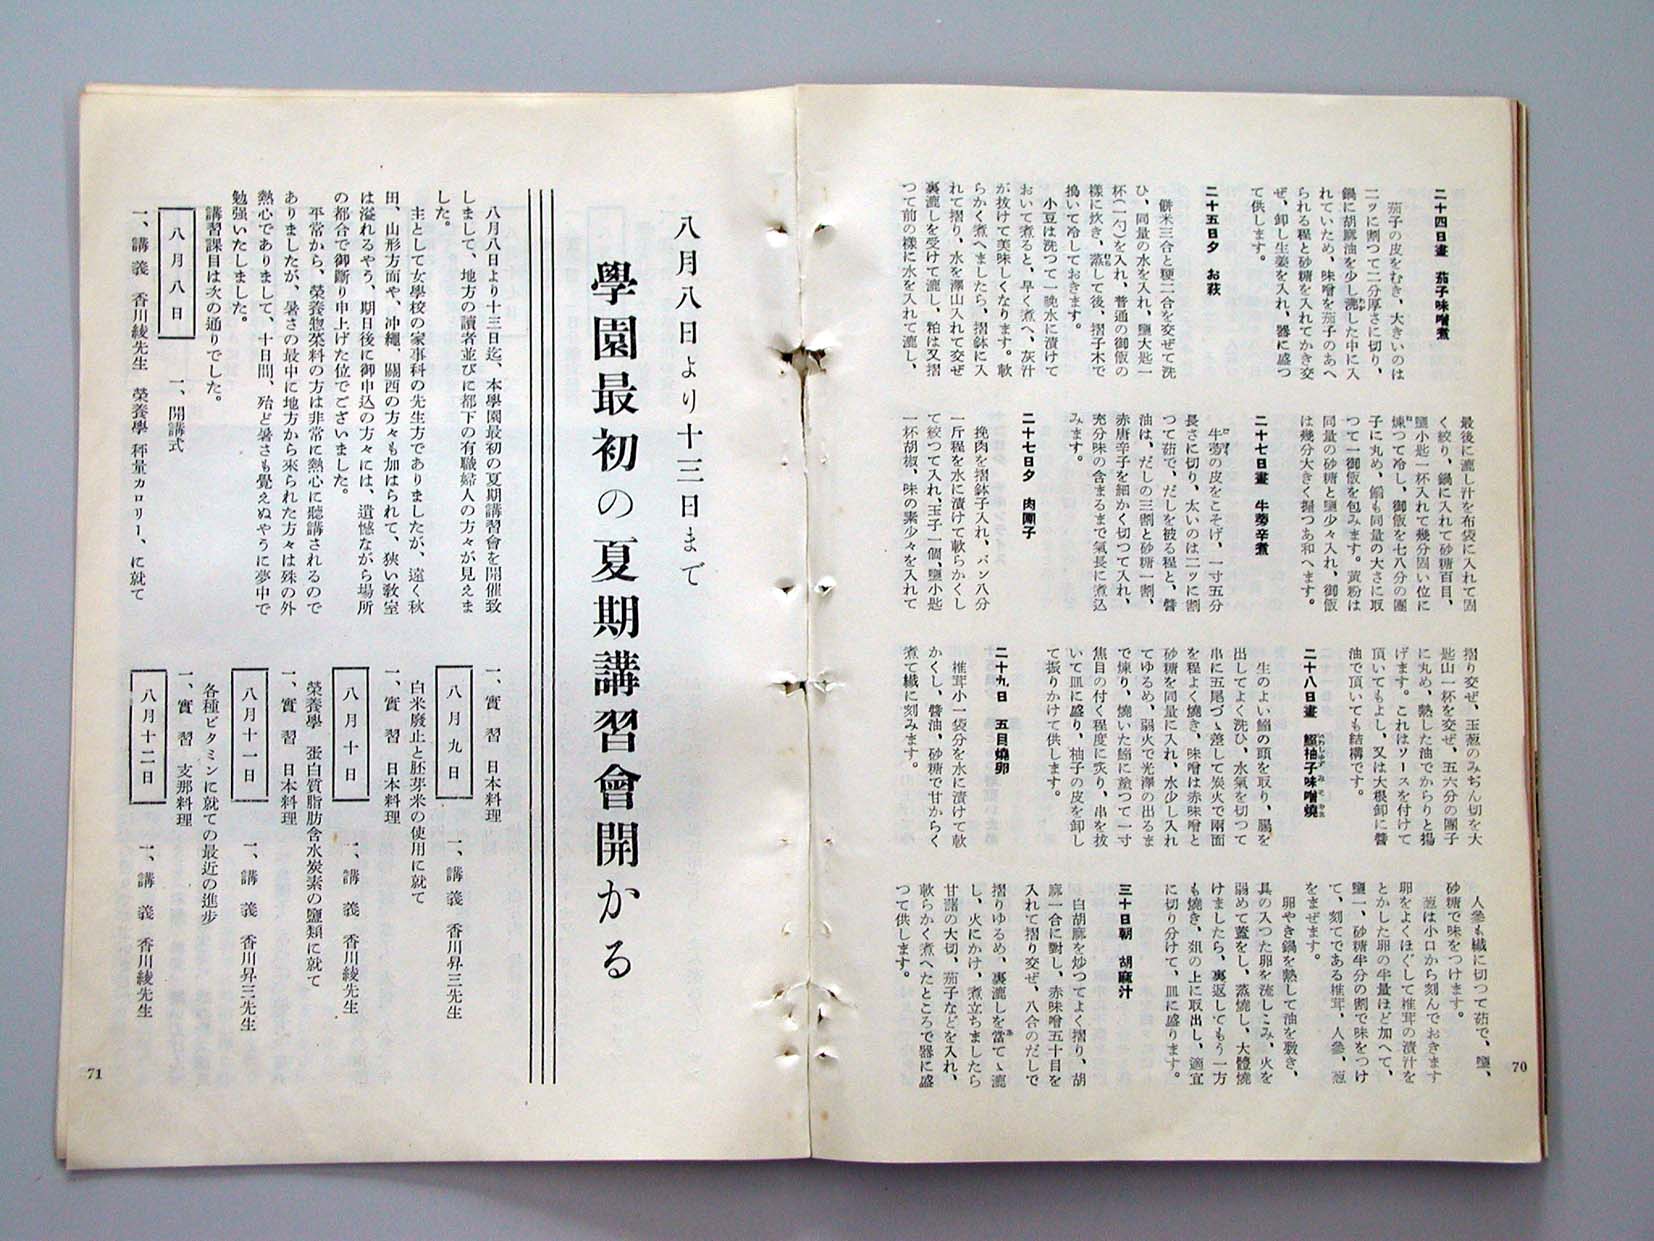 二十四日晝　茄子味噌煮
茄子の皮をむき、大きいのは
二ッに割つて二分厚さに切り、
鍋に胡麻油を少し沸した中に入
れていため、味噌を茄子のあへ
られる程と砂糖を入れてかき交
ぜ、卸し生姜を入れ、器に盛つ
て供します。
二十五日夕　お萩
餅米三合と粳二合を交ぜて洗
ひ、同量の水を入れ、鹽大匙一
杯(一勺)を入れ、普通の御飯の
樣に炊き、蒸して後、摺子木で
搗いて冷しておきます。
小豆は洗つて一晩水に漬けて
おいて煮ると、早く煮へ、灰汁
が抜けて美味しくなります。軟
らかく煮へましたら、摺鉢に入
れて摺り、水を澤山入れて交ぜ
裏漉しを受けて漉し、粕は又摺
つて前の樣に水を入れて漉し、
最後に漉し汁を布袋に入れて固
く絞り、鍋に入れて砂糖百目、
鹽小匙一杯入れて幾分固い位に
煉つて冷し、御飯を七八分の團
子に丸め、餡も同量の大さに取
つて一御飯を包みます。黄粉は
同量の砂糖と鹽少々入れ、御飯
は幾分大きく握つあ和へます。
二十七日晝　牛蒡辛煮
牛蒡の皮をこそげ、一寸五分
長さに切り、太いのは二ッに割
つて茹で、だしを被る程と、醬
油は、だしの三割と砂糖一割、
赤唐辛子を細かく切つて入れ、
充分味の含まるまで氣長に煮込
みます。
二十七日夕　肉團子
挽肉を摺鉢子入れ、パン八分
一斤程を水に漬けて軟らかくし
て絞つて入れ、玉子一個、鹽小匙
一杯胡椒、味の素少々を入れて
摺り交ぜ、玉葱のみぢん切を大
匙山一杯を交ぜ、五六分の團子
に丸め、熱した油でからりと揚
げます。これはソースを付けて
頂いてもよし、又は大根卸に醬
油で頂いても結構です。
二十八日晝　鰯柚子味噌燒
生のよい鰯の頭を取り、腸を
出してよく洗ひ、水氣を切つて
串に五尾づゝ差して炭火で兩面
を程よく燒き、味噌は赤味噌と
砂糖を同量に入れ、水少し入れ
てゆるめ、弱火で光澤の出るま
で煉り、燒いた鰯に塗つて一寸
焦目の付く程度に炙り、串を抜
いて皿に盛り、柚子の皮を卸し
て振りかけて供します。
二十九日　五目燒卵
椎茸小一袋分を水に漬けて軟
かくし、醬油、砂糖で甘からく
煮て纖に刻みます。
人參も纖に切つて茹で、鹽、
砂糖で味をつけます。
葱は小口から刻んでおきます
卵をよくほぐして椎茸の漬汁を
とかした卵の半量ほど加へて、
鹽一、砂糖半分の割で味をつけ
て、刻てである椎茸、人參、葱
をまぜます。
卵やき鍋を熱して油を敷き、
具の入つた卵を流しこみ、火を
弱めて蓋をし、蒸燒し、大體燒
けましたら、裏返してもう一方
も燒き、俎の上に取出し、適宜
に切り分けて、皿に盛ります。
三十日朝　胡麻汁
白胡麻を炒つてよく摺り、胡
麻一合に對し、赤味噌五十目を
入れて摺り交ぜ、八合のだしで
摺りゆるめ、裏漉しを當てゝ漉
し、火にかけ、煮立ちましたら
甘藷の大切、茄子などを入れ、
軟らかく煮へたところで器に盛
つて供します。
70
八月八日より十三日まで
學園最初の夏期講習會開かる
八月八日より十三日迄、本學園最初の夏期講習會を開催致
しまして、地方の讀者並びに都下の有職婦人の方々が見えま
した。
主として女學校の家事科の先生方でありましたが、遠く秋
田、山形方面や、沖繩、關西の方々も加はられて、狹い敎室
は溢れるやう、期日後に御申込の方々には、遺憾ながら場所
の都合で御斷り申上げた位でございました。
平常から、榮養惣菜料の方は非常に熱心に聽講されるので
ありましたが、暑さの最中に地方から來られた方々は殊の外
熱心でありまして、十日間、殆ど暑さも覺えぬやうに夢中で
勉強いたしました。
講習課目は次の通りでした。
八月八日
一、開講式
一、講義　香川綾先生　榮養學　秤量カロリー、に就て
一、實習　日本料理
八月九日
一、講義　香川昇三先生
白米廢止と胚芽米の使用に就て
一、實習　日本料理
八月十日
一、講義　香川綾先生
榮養學　蛋白質脂肪含水炭素の鹽類に就て
一、實習　日本料理
八月十一日
一、講義　香川昇三先生
各種ビタミンに就ての最近の進步
一、實習　支那料理
八月十二日
一、講義　香川綾先生
71